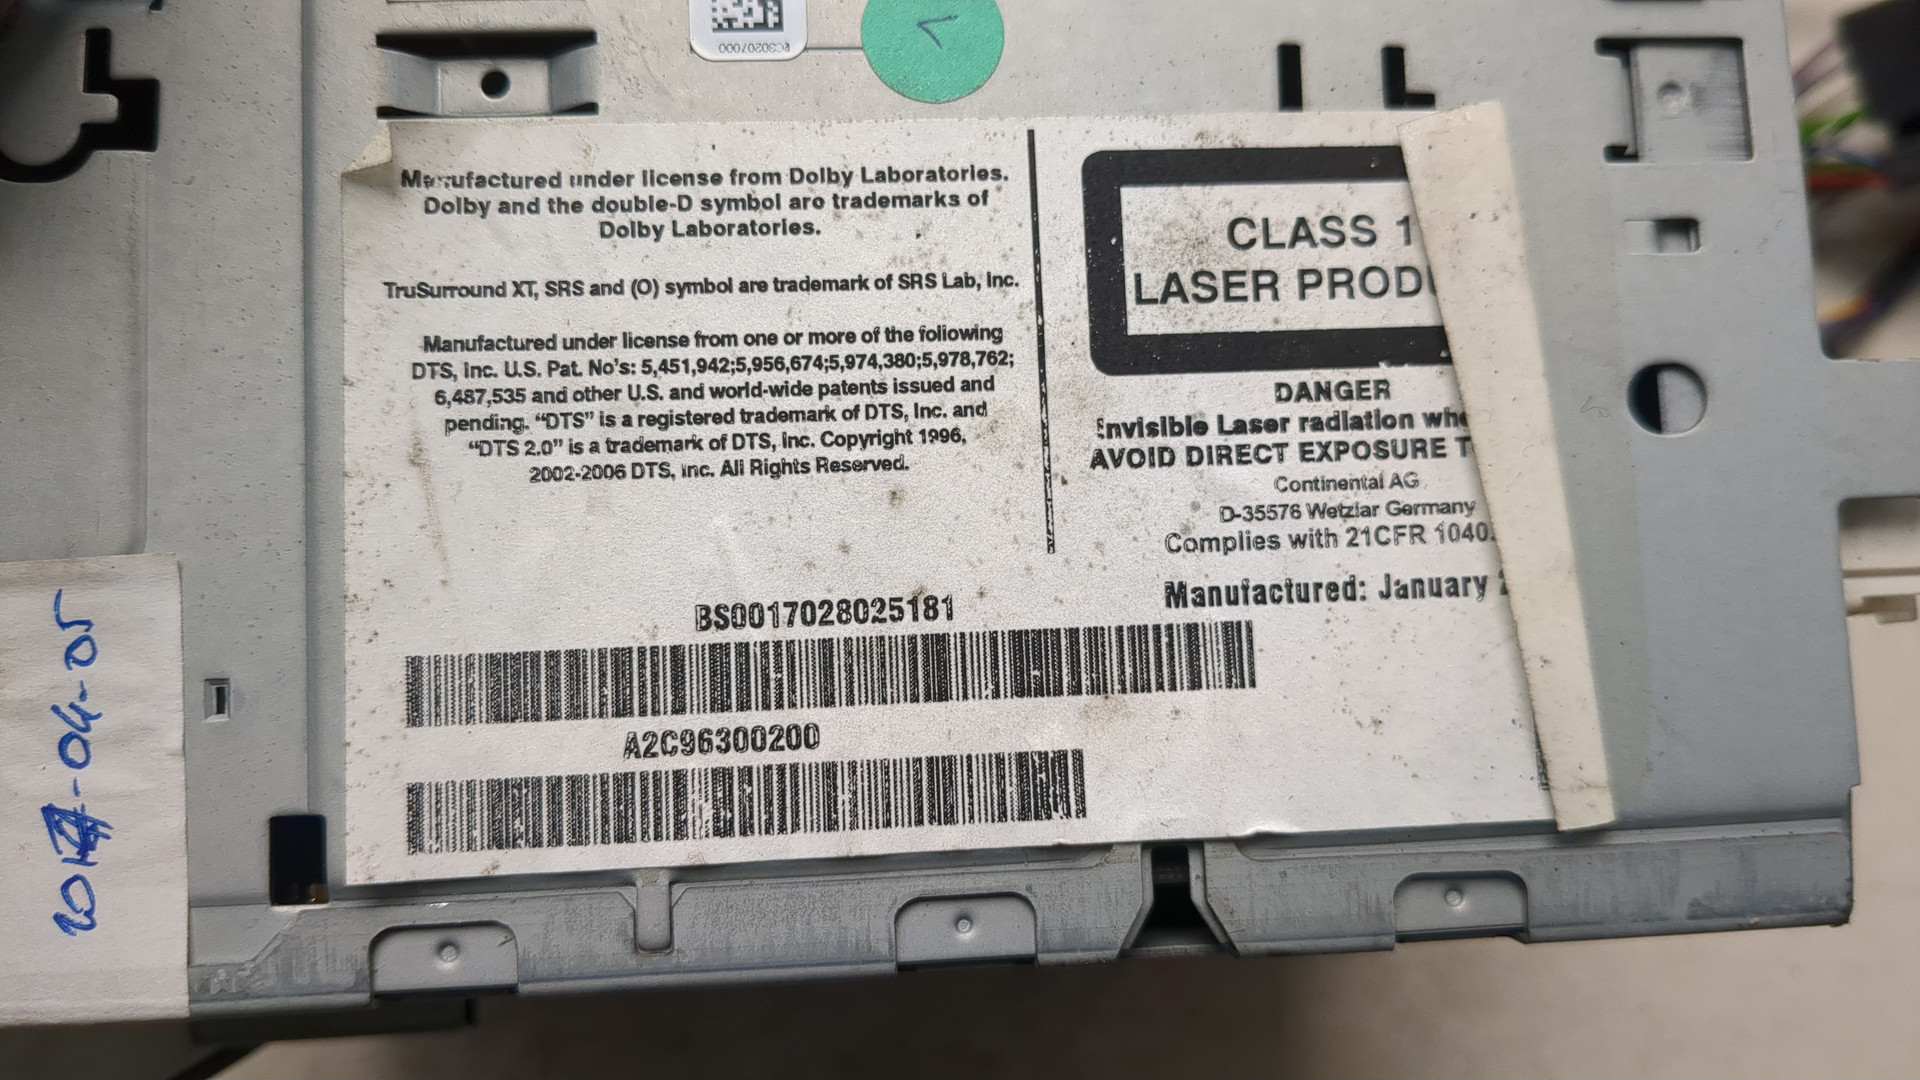 Manufactured under license from Dolby Laboratories.
Dolby and the double-D symbol aro trademarks of
Dolby Laboratories.
TruSurround XT, SRS and (O) symbol are trademark of SRS Lab, Inc.
Manufactured under license from one or more of the following
DTS, Inc. U.S. Pat. No's: 5,451,942;5,956,674;5,974,380;5,978,762;
6,487,535 and other U.S. and world-wide patents issued and
pending. “DTS” is a registered trademark of DTS, Inc. and
“DTS 2.0” is a trademark of DTS, Inc. Copyright 1996,
2002-2006 DTS, Inc. All Rights Reserved.
CLASS 1
LASER PRODU
DANGER
Invisible Laser radiation whe
AVOID DIRECT EXPOSURE T
Continental AG
D-35576 Wetzlar Germany
Complies with 21CFR 1040.
Manufactured: January 2
BS0017028025181
A2C96300200